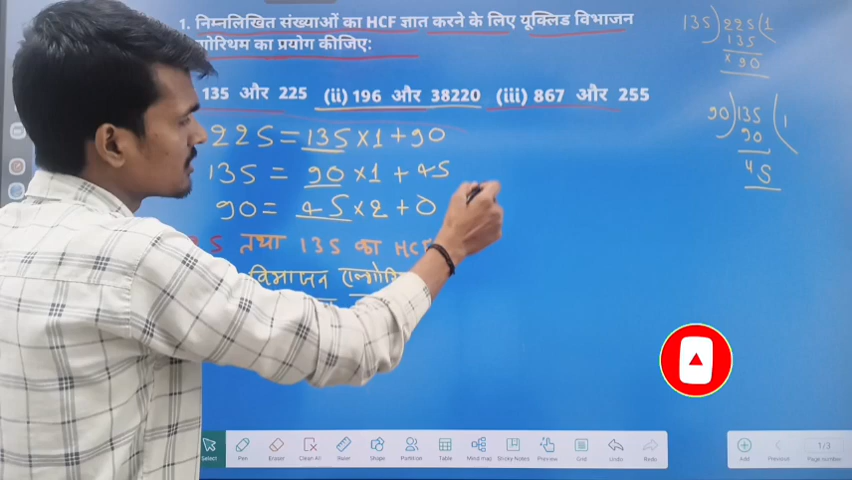 1. निम्नलिखित संख्याओं का HCF ज्ञात करने के लिए यूक्लिड विभाजन
गोरिथम का प्रयोग कीजिए:
135 और 225 (ii) 196 और 38220 (iii) 867 और 255
225 = 135 × 1 + 90
135 = 90 × 1 + 45
90 = 45 × 2 + 0
तथा 135 का HCF
विभाजन
135) 225 (1
135
× 90
90) 135 ( 1
90
45
Select Pen Eraser Clean All Ruler Shape Partition Table Mind map Sticky Notes Preview Grid Undo Redo
Add Previous 1/3 Page number